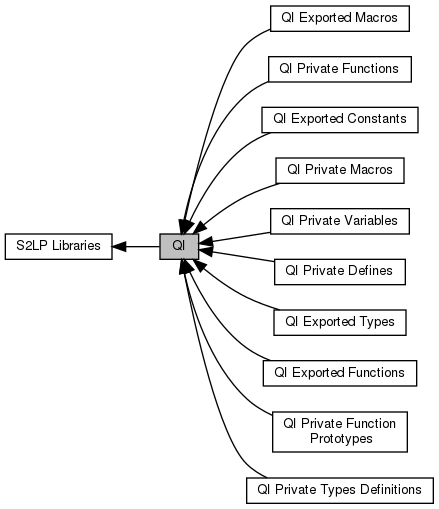 QI Exported Macros
QI Private Functions
QI Exported Constants
QI Private Macros
QI Private Variables
S2LP Libraries
QI
QI Private Defines
QI Exported Types
QI Exported Functions
QI Private Function
Prototypes
QI Private Types Definitions